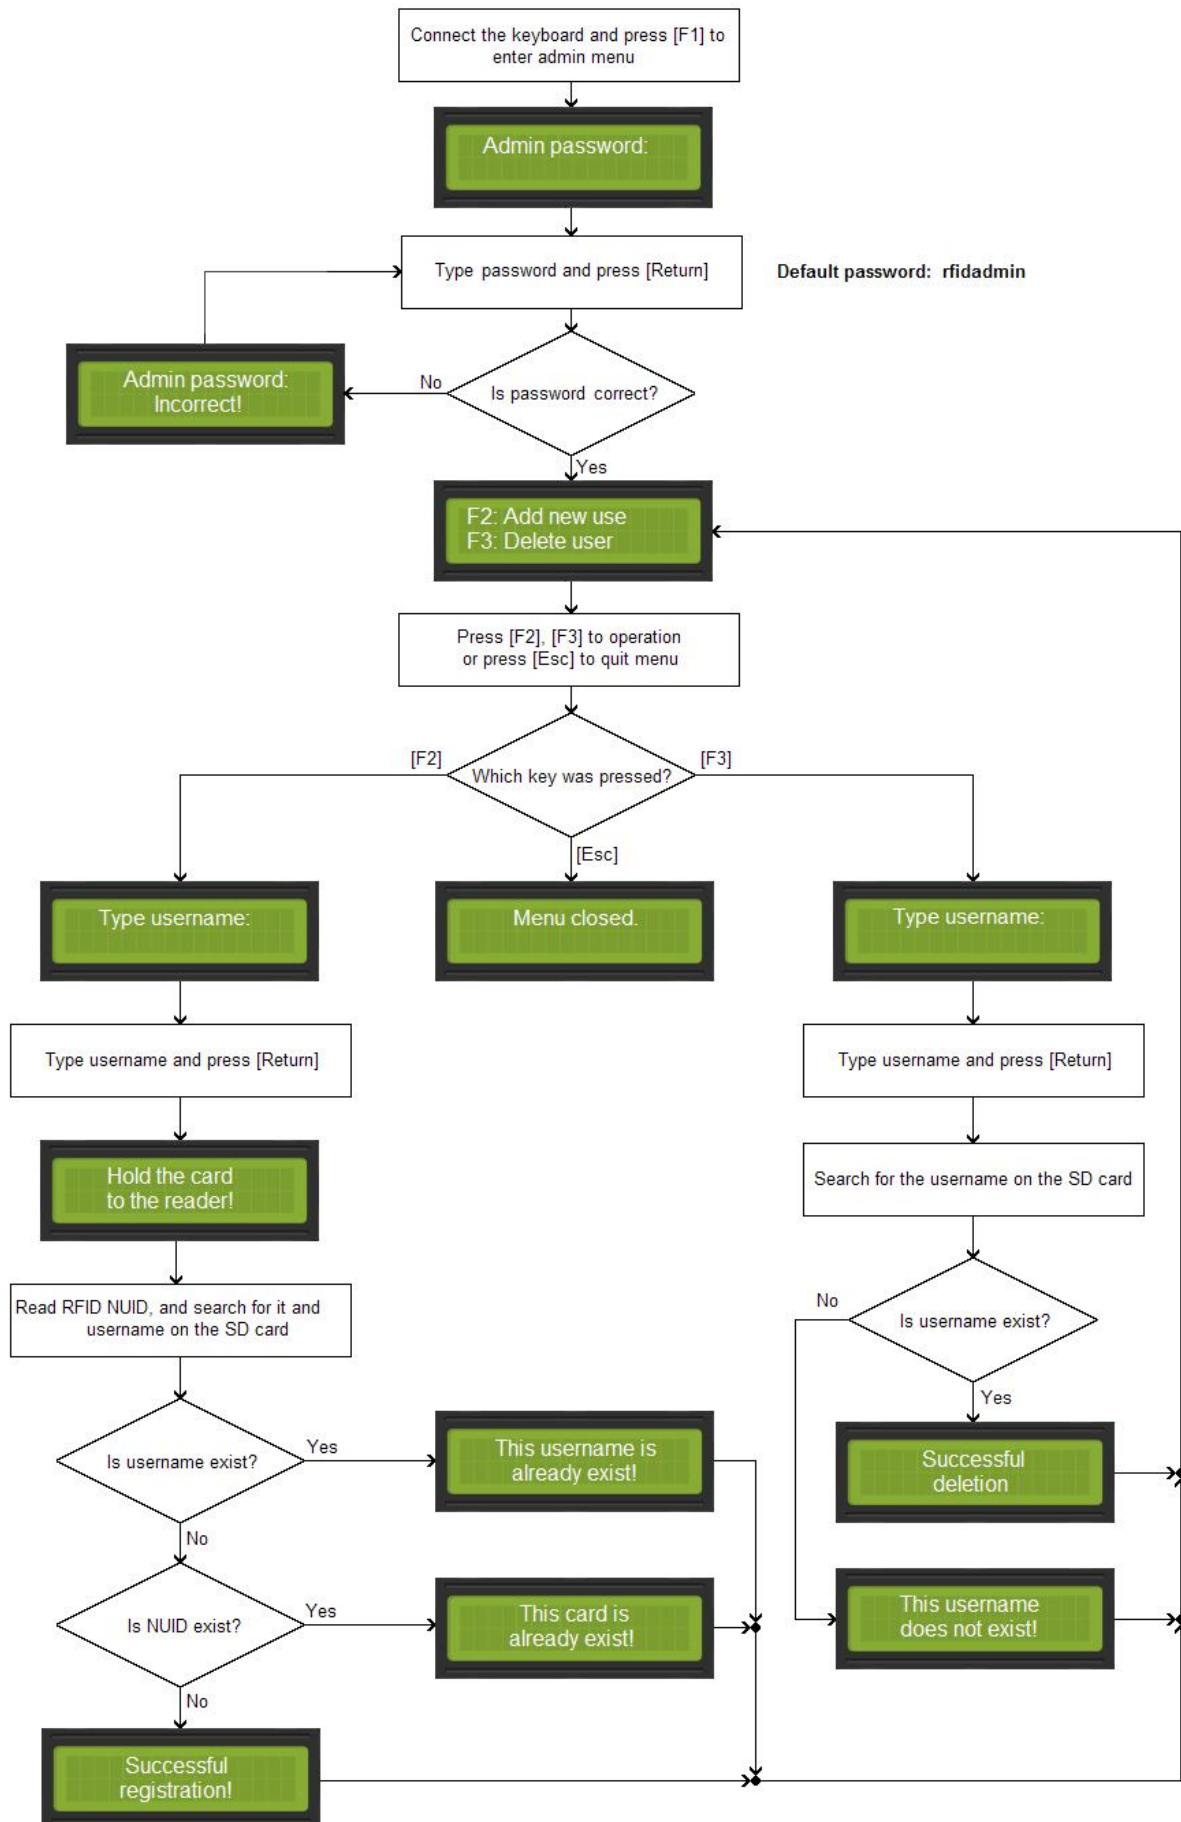 Connect the keyboard and press [F1] to
enter admin menu
Admin password:
Type password and press [Return]
Default password: rfidadmin
Is password correct?
No
Admin password:
Incorrect!
Yes
F2: Add new use
F3: Delete user
Press [F2], [F3] to operation
or press [Esc] to quit menu
Which key was pressed?
[F2]
[F3]
[Esc]
Type username:
Menu closed.
Type username:
Type username and press [Return]
Type username and press [Return]
Hold the card
to the reader!
Search for the username on the SD card
Read RFID NUID, and search for it and
username on the SD card
No
Is username exist?
Yes
Is username exist?
Yes
This username is
already exist!
Successful
deletion
No
Is NUID exist?
Yes
This card is
already exist!
This username
does not exist!
No
Successful
registration!